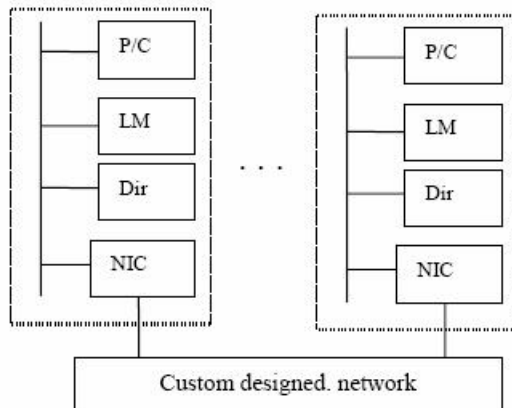 P/C
LM
Dir
NIC
. . .
P/C
LM
Dir
NIC
Custom designed. network